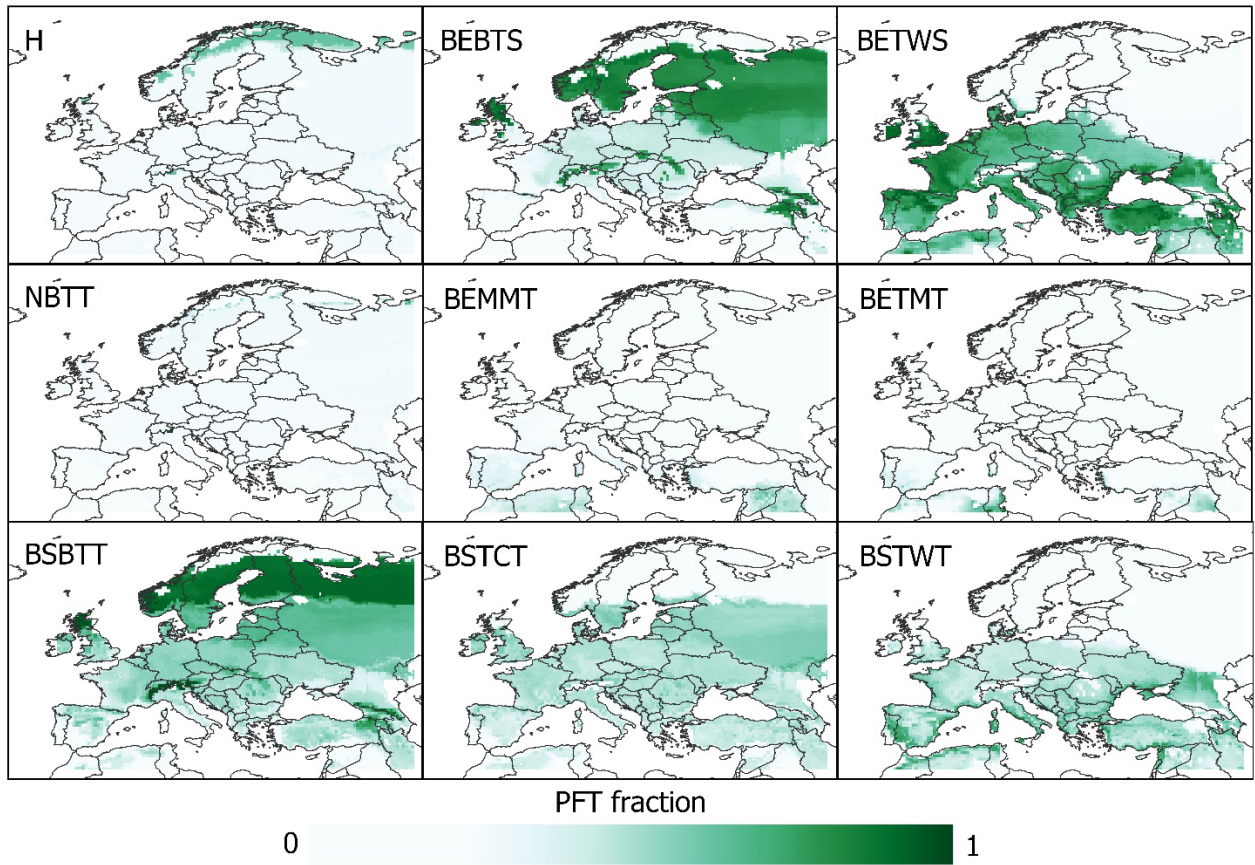 H
BEBTS
BETWS
NBTT
BEMMT
BETMT
BSBTT
BSTCT
BSTWT
PFT fraction
0
1